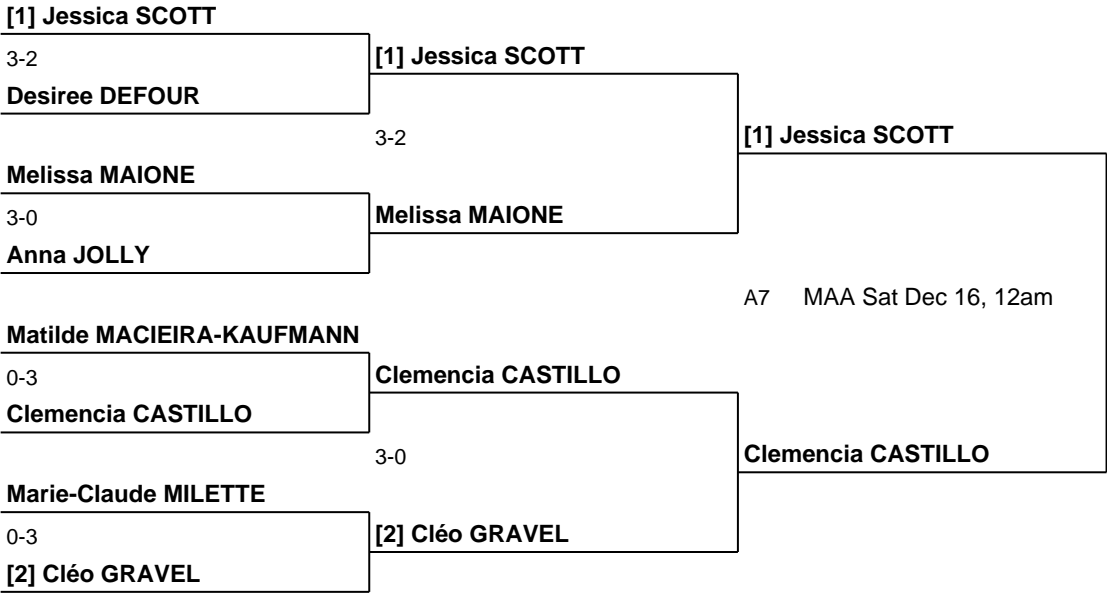 [1] Jessica SCOTT
3-2
[1] Jessica SCOTT
Desiree DEFOUR
3-2
[1] Jessica SCOTT
Melissa MAIONE
3-0
Melissa MAIONE
Anna JOLLY
A7 MAA Sat Dec 16, 12am
Matilde MACIEIRA-KAUFMANN
0-3
Clemencia CASTILLO
Clemencia CASTILLO
3-0
Clemencia CASTILLO
Marie-Claude MILETTE
0-3
[2] Cléo GRAVEL
[2] Cléo GRAVEL